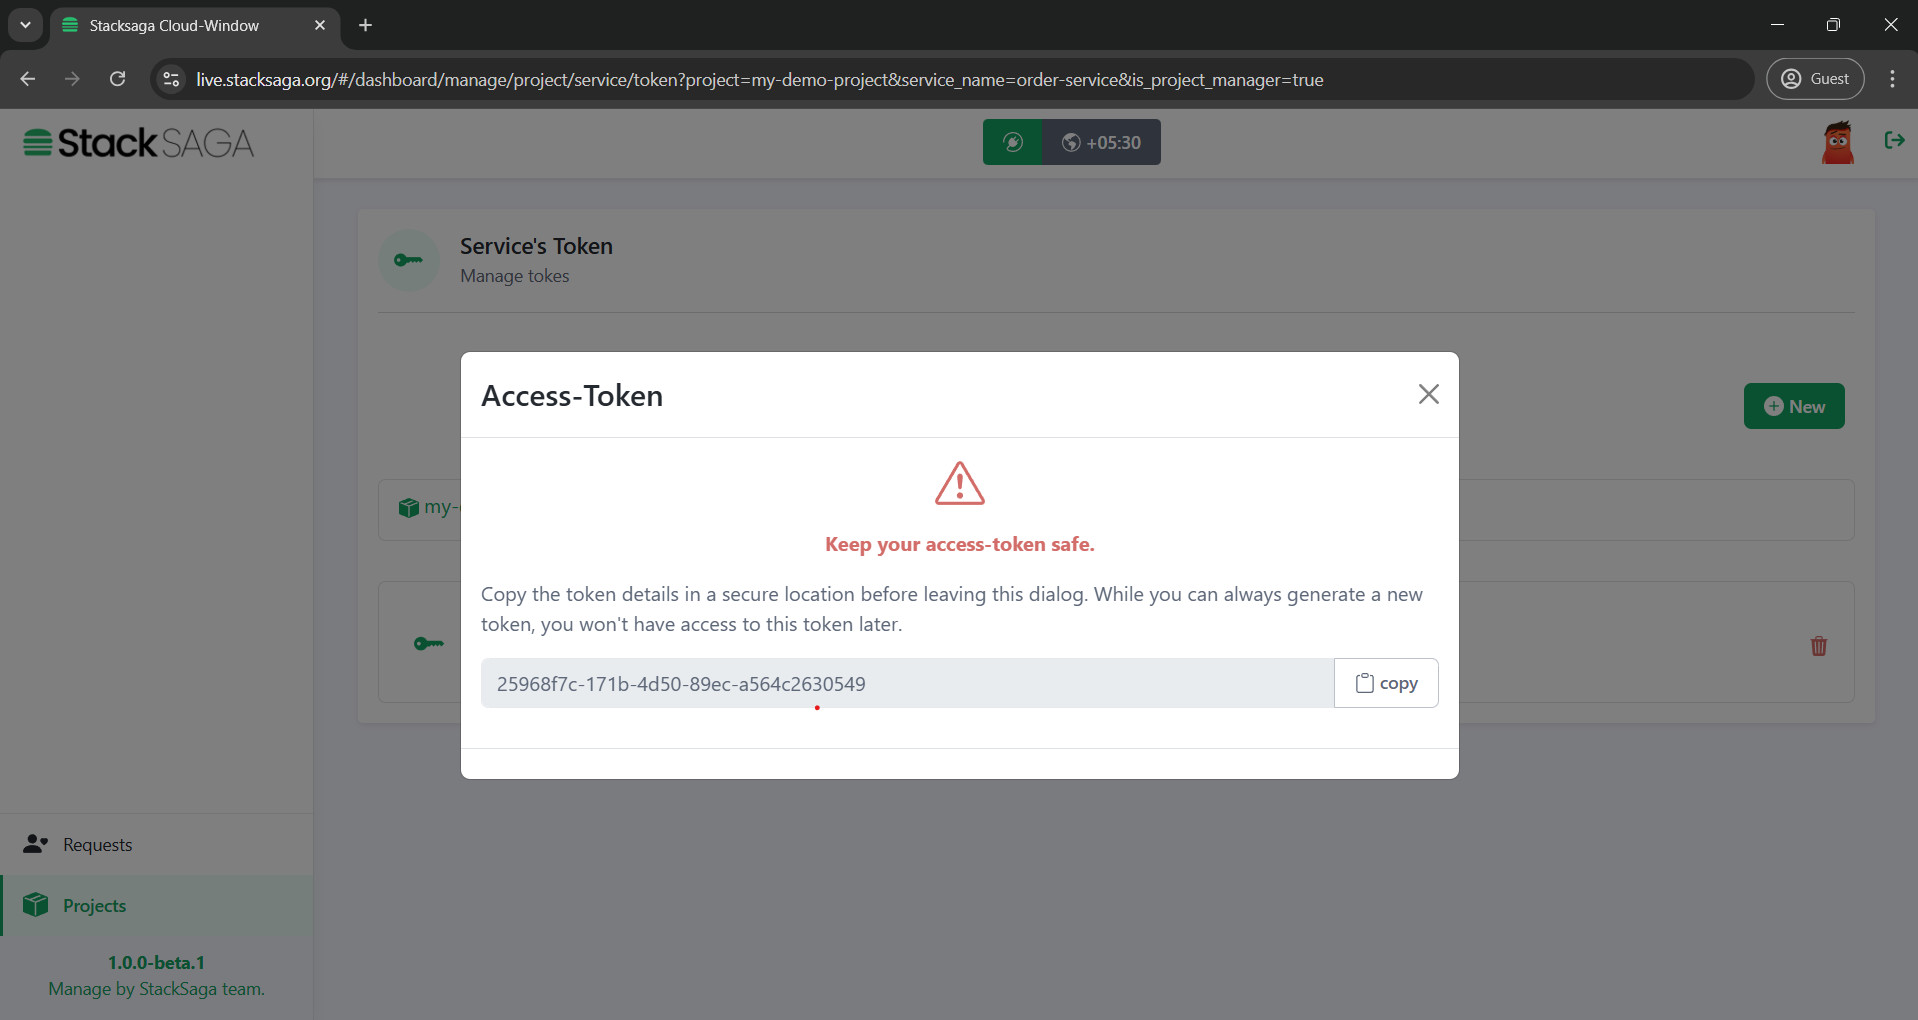 Stacksaga Cloud-Window
live.stacksaga.org/#/dashboard/manage/project/service/token?project=my-demo-project&service_name=order-service&is_project_manager=true
Guest
StackSAGA
+05:30
Service's Token
Manage tokes
Access-Token
New
my-
Keep your access-token safe.
Copy the token details in a secure location before leaving this dialog. While you can always generate a new
token, you won't have access to this token later.
25968f7c-171b-4d50-89ec-a564c2630549
copy
Requests
Projects
1.0.0-beta.1
Manage by StackSaga team.